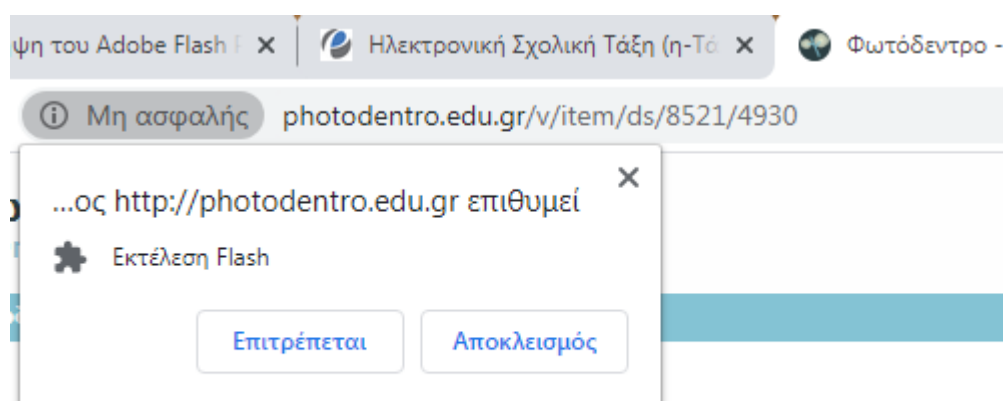 του Adobe Flash
Ηλεκτρονική Σχολική Τάξη (η-Τά
Φωτόδεντρο -
Μη ασφαλής photodentro.edu.gr/v/item/ds/8521/4930
...ος http://photodentro.edu.gr επιθυμεί
Εκτέλεση Flash
Επιτρέπεται
Αποκλεισμός